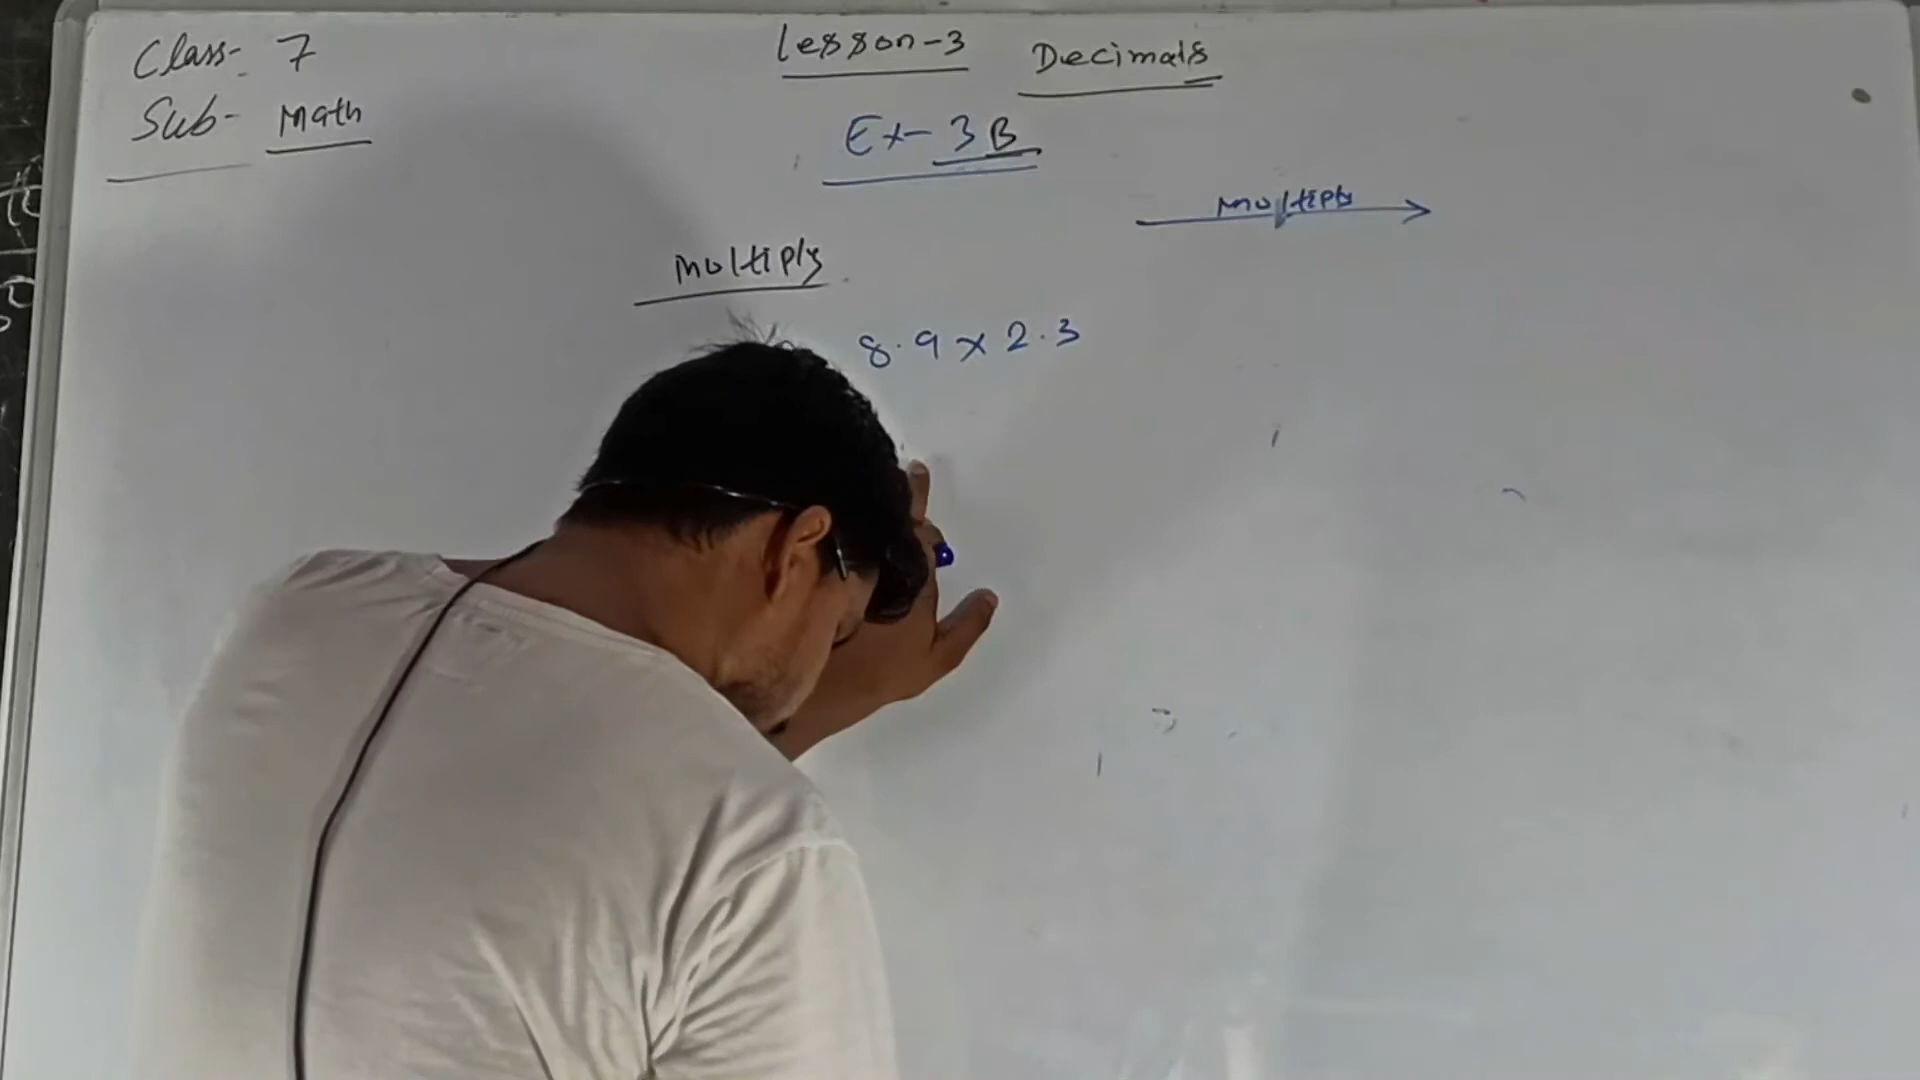 Class- 7
Lesson-3 Decimals
Sub- Math
Ex- 3B
Multiply
Multiply
8.9 x 2.3